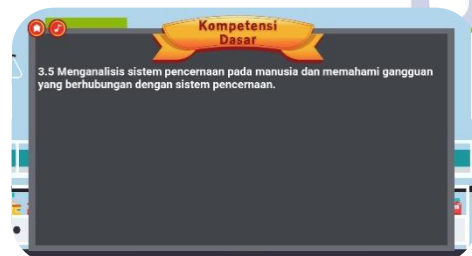 Kompetensi
Dasar
3.5 Menganalisis sistem pencernaan pada manusia dan memahami gangguan
yang berhubungan dengan sistem pencernaan.